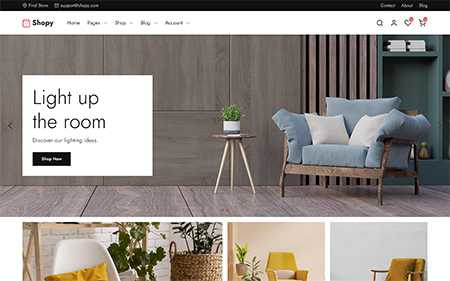 Find Store support@shopy.com Contact About Blog
Shopy Home Pages Shop Blog Account
Light up
the room
Discover our lighting ideas.
Shop Now